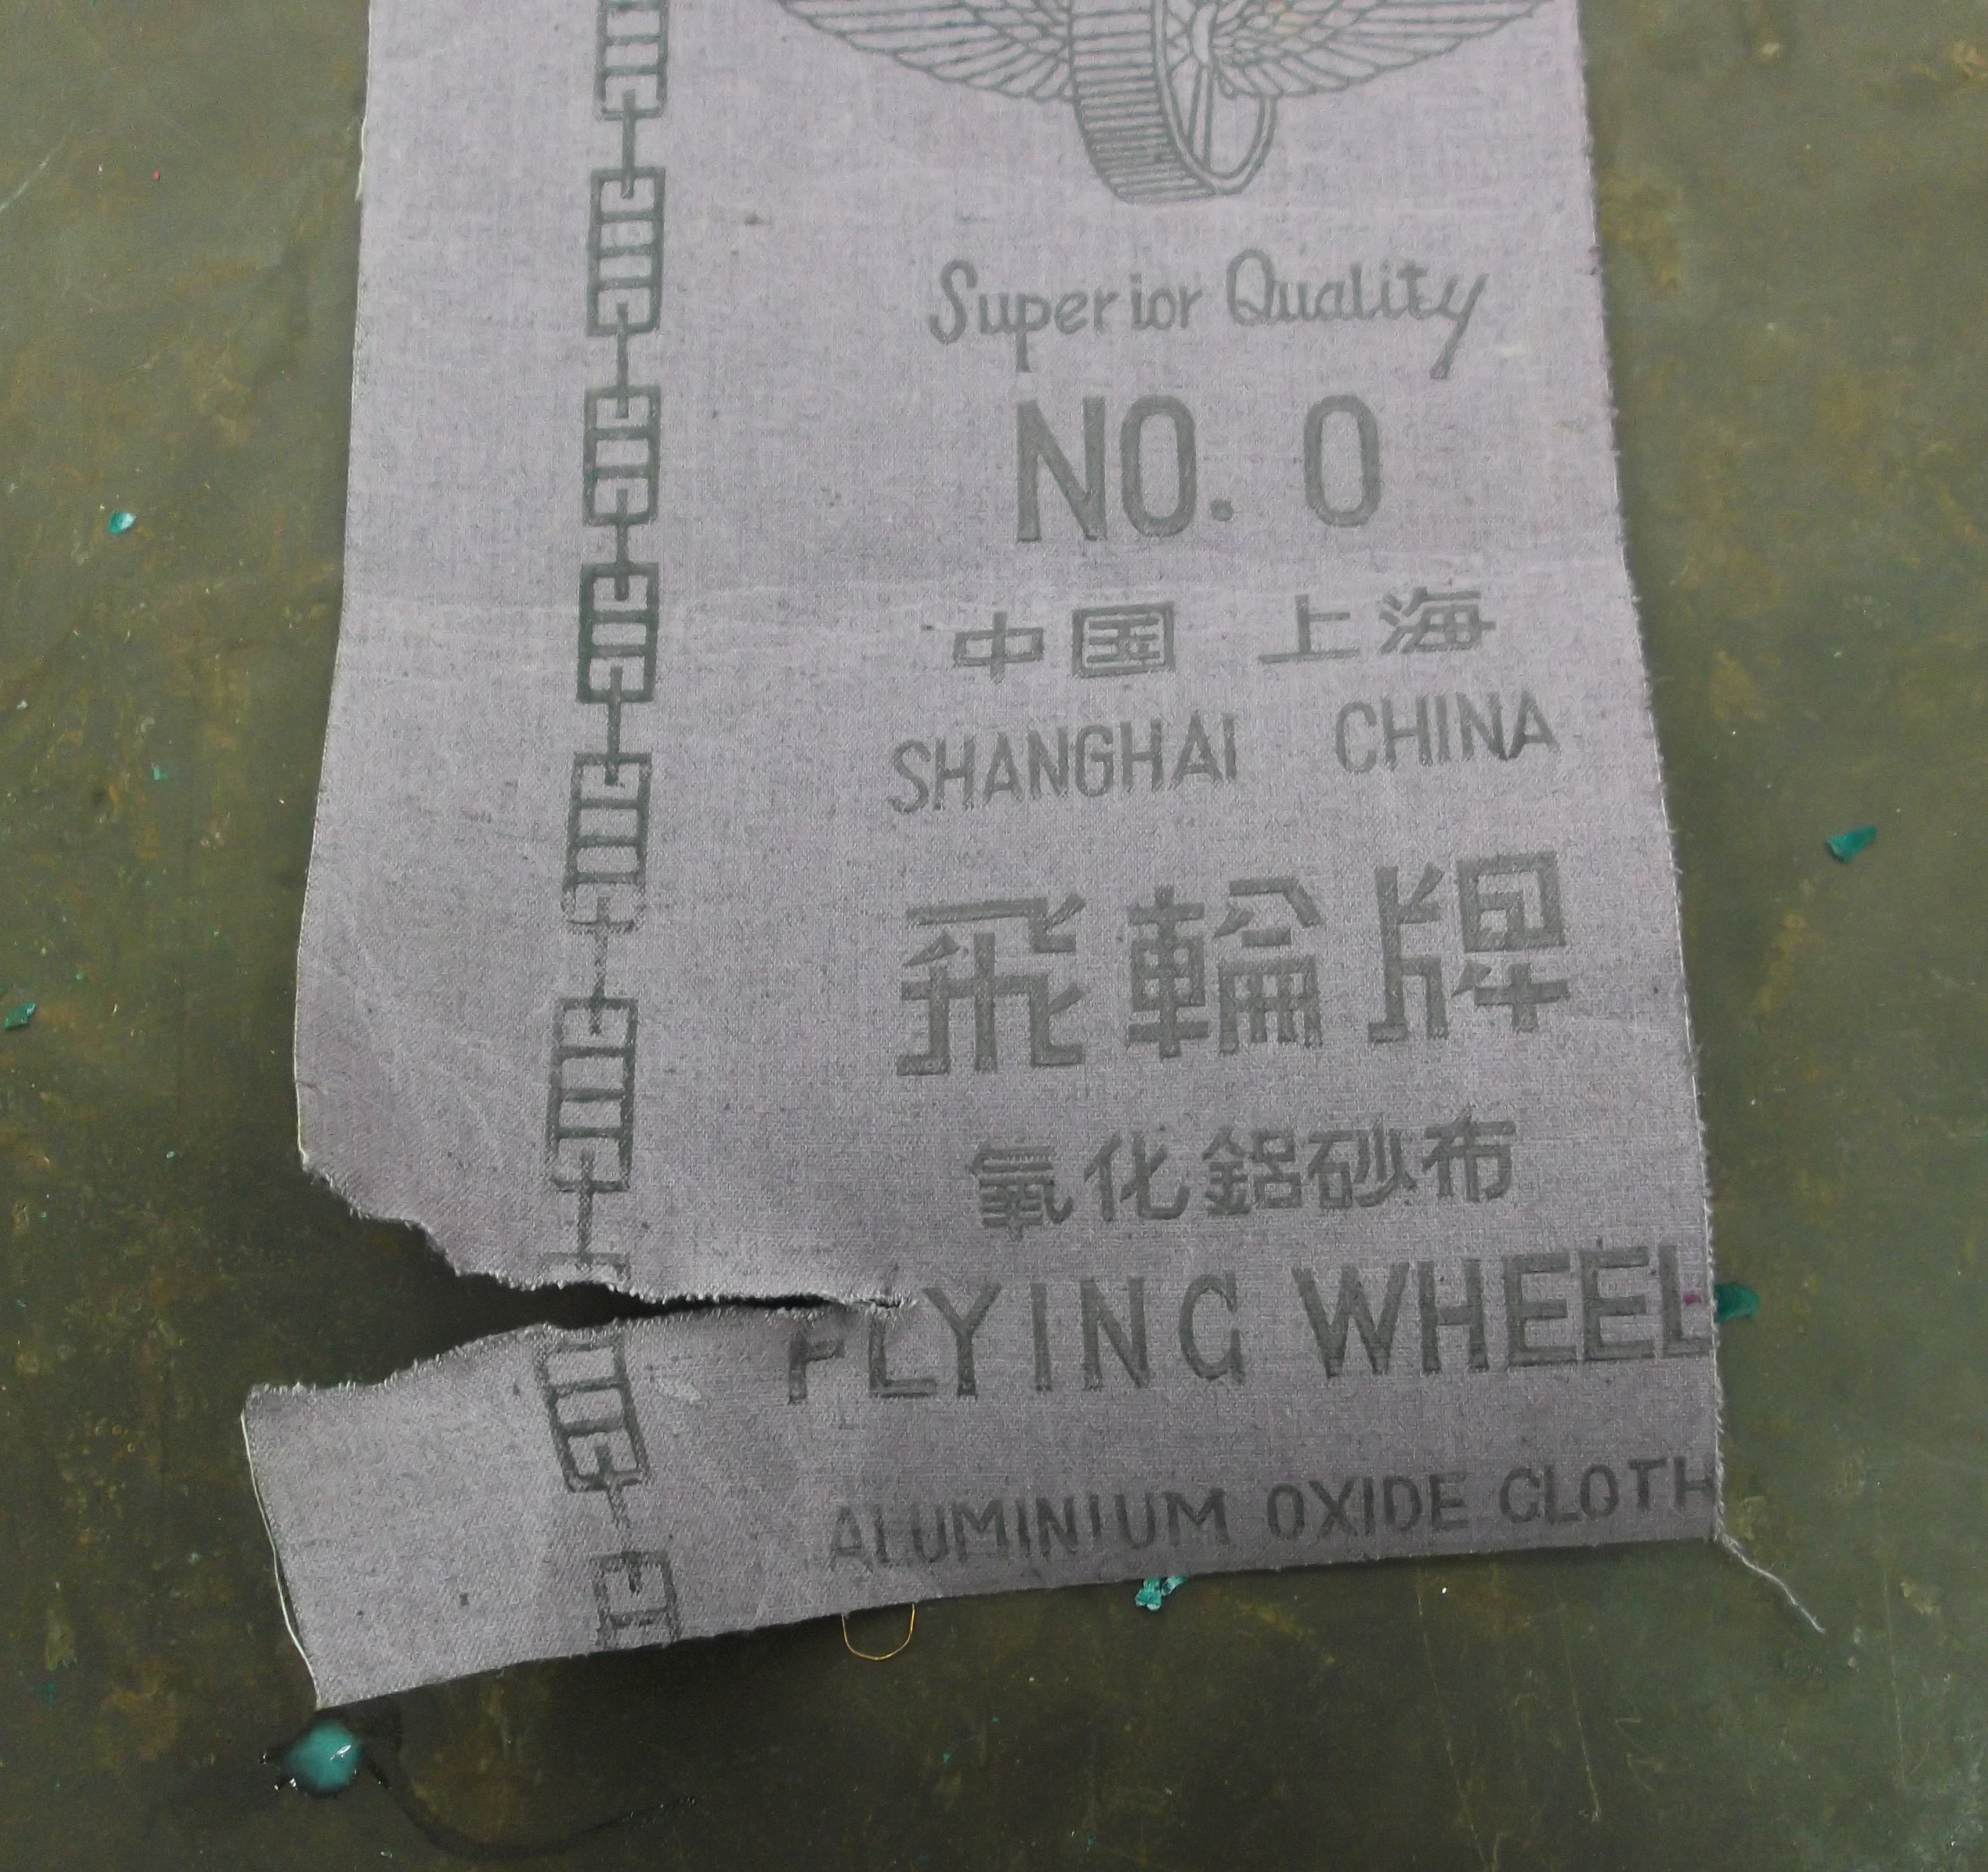 Superior Quality
NO. 0
中国 上海
SHANGHAI CHINA
飛輪牌
氧化鋁砂布
FLYING WHEEL
ALUMINIUM OXIDE CLOTH